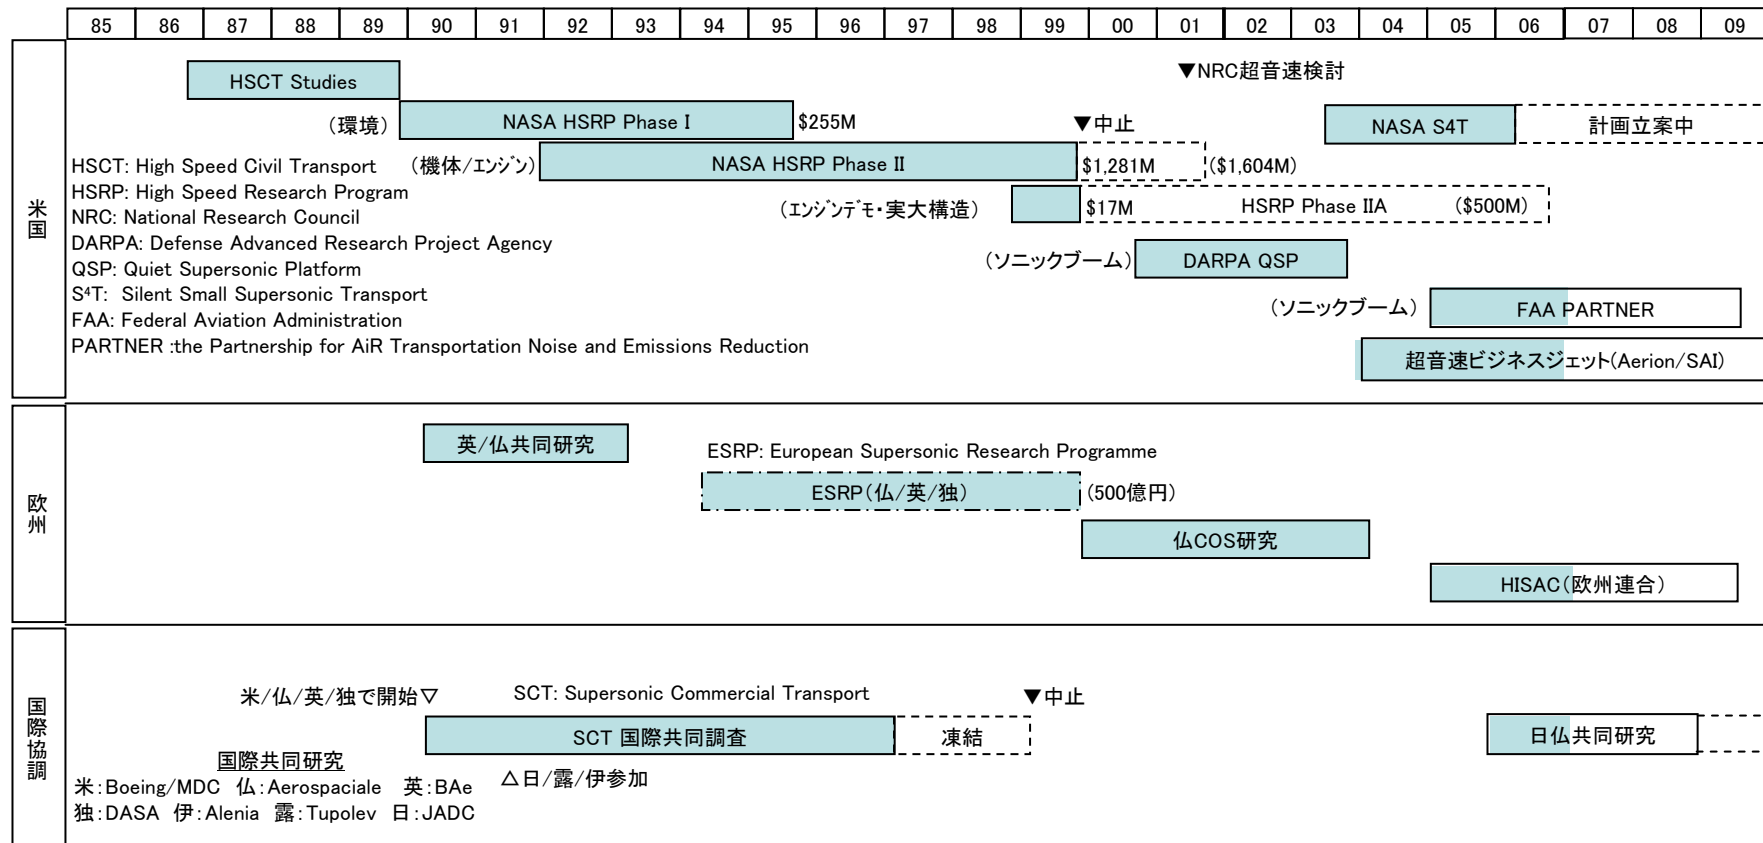 85 86 87 88 89 90 91 92 93 94 95 96 97 98 99 00 01 02 03 04 05 06 07 08 09
米国
HSCT Studies
▼NRC超音速検討
(環境)
NASA HSRP Phase I
$255M
▼中止
NASA S4T
計画立案中
HSCT: High Speed Civil Transport
(機体/エンジン)
NASA HSRP Phase II
$1,281M
($1,604M)
HSRP: High Speed Research Program
(エンジンデモ・実大構造)
$17M
HSRP Phase IIA
($500M)
NRC: National Research Council
DARPA: Defense Advanced Research Project Agency
(ソニックブーム)
DARPA QSP
QSP: Quiet Supersonic Platform
S⁴T: Silent Small Supersonic Transport
(ソニックブーム)
FAA PARTNER
FAA: Federal Aviation Administration
PARTNER :the Partnership for AiR Transportation Noise and Emissions Reduction
超音速ビジネスジェット(Aerion/SAI)
欧州
英/仏共同研究
ESRP: European Supersonic Research Programme
ESRP(仏/英/独)
(500億円)
仏COS研究
HISAC(欧州連合)
国際協調
米/仏/英/独で開始▽
SCT: Supersonic Commercial Transport
▼中止
SCT 国際共同調査
凍結
日仏共同研究
国際共同研究
△日/露/伊参加
米:Boeing/MDC 仏:Aerospaciale 英:BAe
独:DASA 伊:Alenia 露:Tupolev 日:JADC